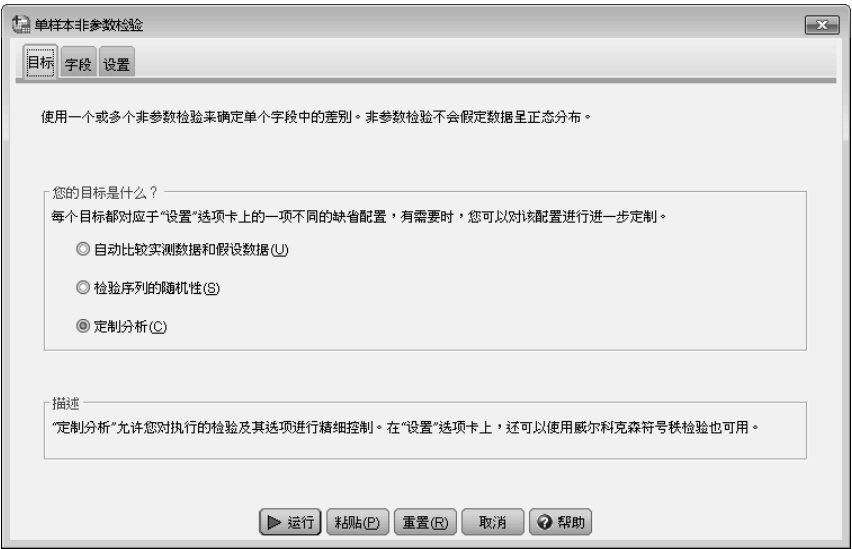 单样本非参数检验
目标 字段 设置
使用一个或多个非参数检验来确定单个字段中的差别。非参数检验不会假定数据呈正态分布。
您的目标是什么？
每个目标都对应于“设置”选项卡上的一项不同的缺省配置，有需要时，您可以对该配置进行进一步定制。
自动比较实测数据和假设数据(U)
检验序列的随机性(S)
定制分析(C)
描述
“定制分析”允许您对执行的检验及其选项进行精细控制。在“设置”选项卡上，还可以使用威尔科克森符号秩检验也可用。
运行 粘贴(P) 重置(R) 取消 帮助